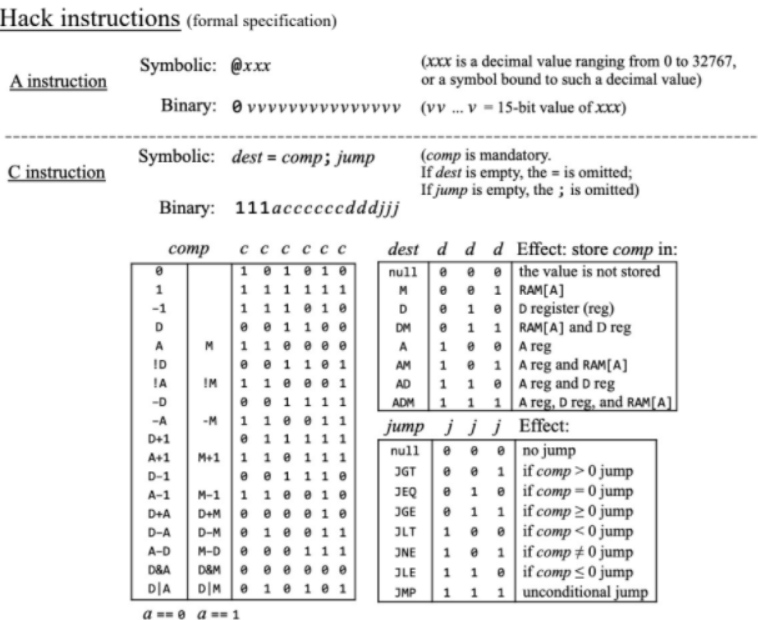 Hack instructions (formal specification)
A instruction
Symbolic: @xxx (xxx is a decimal value ranging from 0 to 32767,
or a symbol bound to such a decimal value)
Binary: 0 vvvvvvvvvvvvvvv (vv ... v = 15-bit value of xxx)
C instruction
Symbolic: dest = comp; jump (comp is mandatory.
If dest is empty, the = is omitted;
If jump is empty, the ; is omitted)
Binary: 111accccccdddjjj
comp c c c c c c
0 1 0 1 0 1 0
1 1 1 1 1 1 1
-1 1 1 1 0 1 0
D 0 0 1 1 0 0
A M 1 1 0 0 0 0
!D 0 0 1 1 0 1
!A !M 1 1 0 0 0 1
-D 0 0 1 1 1 1
-A -M 1 1 0 0 1 1
D+1 0 1 1 1 1 1
A+1 M+1 1 1 0 1 1 1
D-1 0 0 1 1 1 0
A-1 M-1 1 1 0 0 1 0
D+A D+M 0 0 0 0 1 0
D-A D-M 0 1 0 0 1 1
A-D M-D 0 0 0 1 1 1
D&A D&M 0 0 0 0 0 0
D|A D|M 0 1 0 1 0 1
a == 0 a == 1
dest d d d Effect: store comp in:
null 0 0 0 the value is not stored
M 0 0 1 RAM[A]
D 0 1 0 D register (reg)
DM 0 1 1 RAM[A] and D reg
A 1 0 0 A reg
AM 1 0 1 A reg and RAM[A]
AD 1 1 0 A reg and D reg
ADM 1 1 1 A reg, D reg, and RAM[A]
jump j j j Effect:
null 0 0 0 no jump
JGT 0 0 1 if comp > 0 jump
JEQ 0 1 0 if comp = 0 jump
JGE 0 1 1 if comp ≥ 0 jump
JLT 1 0 0 if comp < 0 jump
JNE 1 0 1 if comp ≠ 0 jump
JLE 1 1 0 if comp ≤ 0 jump
JMP 1 1 1 unconditional jump